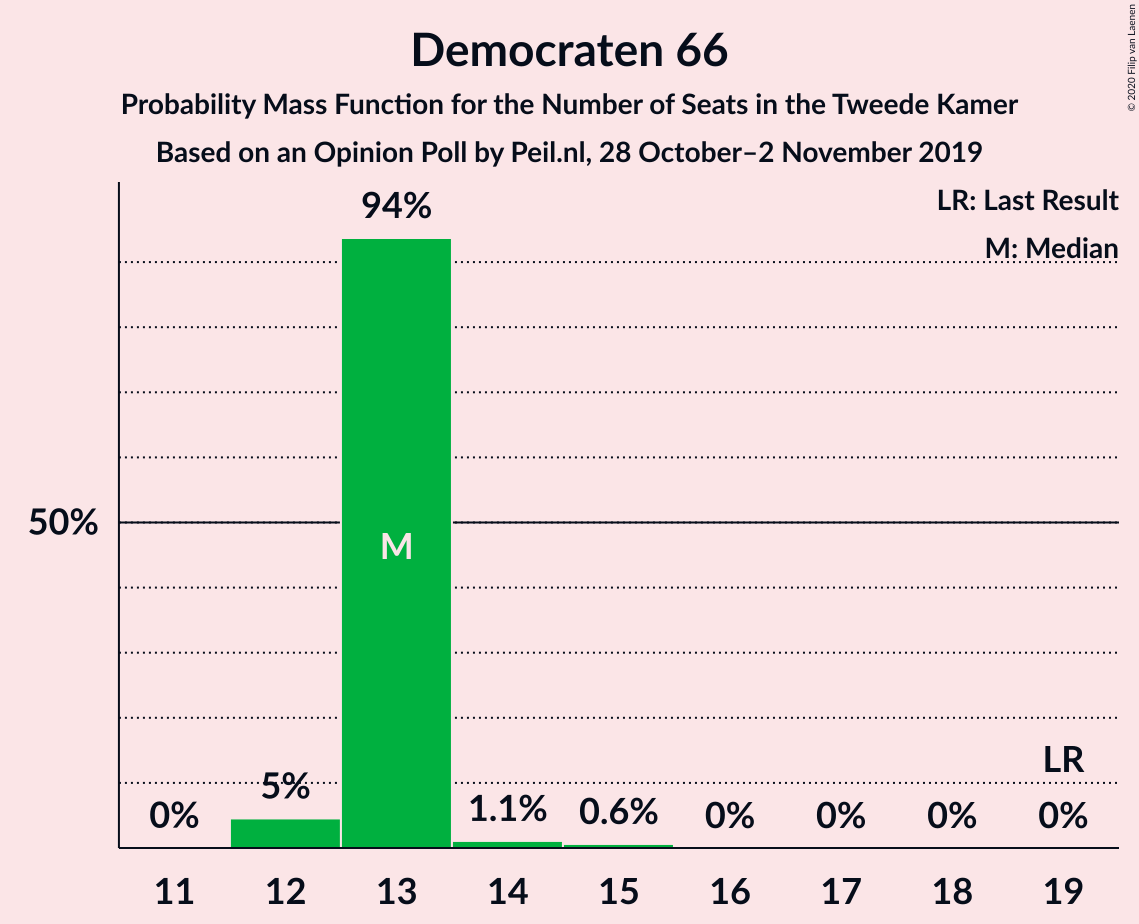 Democraten 66
Probability Mass Function for the Number of Seats in the Tweede Kamer
Based on an Opinion Poll by Peil.nl, 28 October–2 November 2019
© 2020 Filip van Laenen
LR: Last Result
M: Median
94%
50%
M
LR
0%
5%
1.1%
0.6%
0%
0%
0%
0%
11 12 13 14 15 16 17 18 19